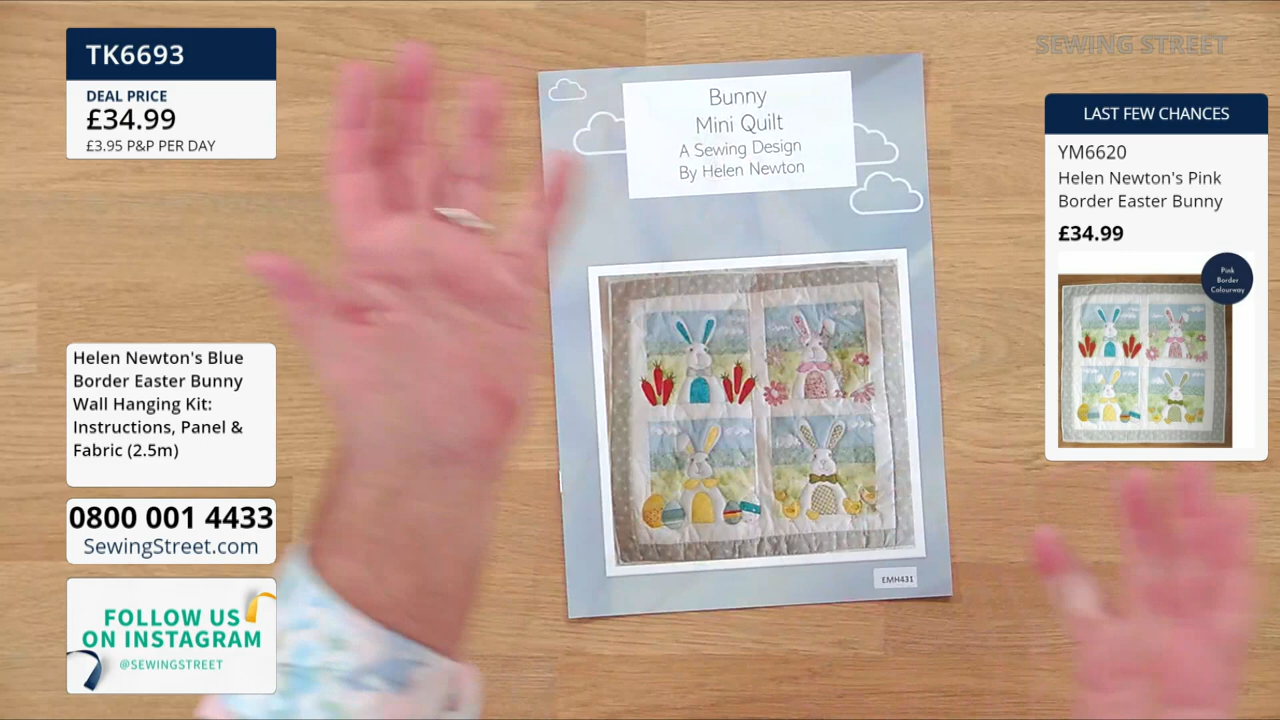 TK6693
DEAL PRICE
£34.99
£3.95 P&P PER DAY
Helen Newton's Blue
Border Easter Bunny
Wall Hanging Kit:
Instructions, Panel &
Fabric (2.5m)
0800 001 4433
SewingStreet.com
FOLLOW US
ON INSTAGRAM
@SEWINGSTREET
Bunny
Mini Quilt
A Sewing Design
By Helen Newton
EMH431
SEWING STREET
LAST FEW CHANCES
YM6620
Helen Newton's Pink
Border Easter Bunny
£34.99
Pink
Border
Colourway